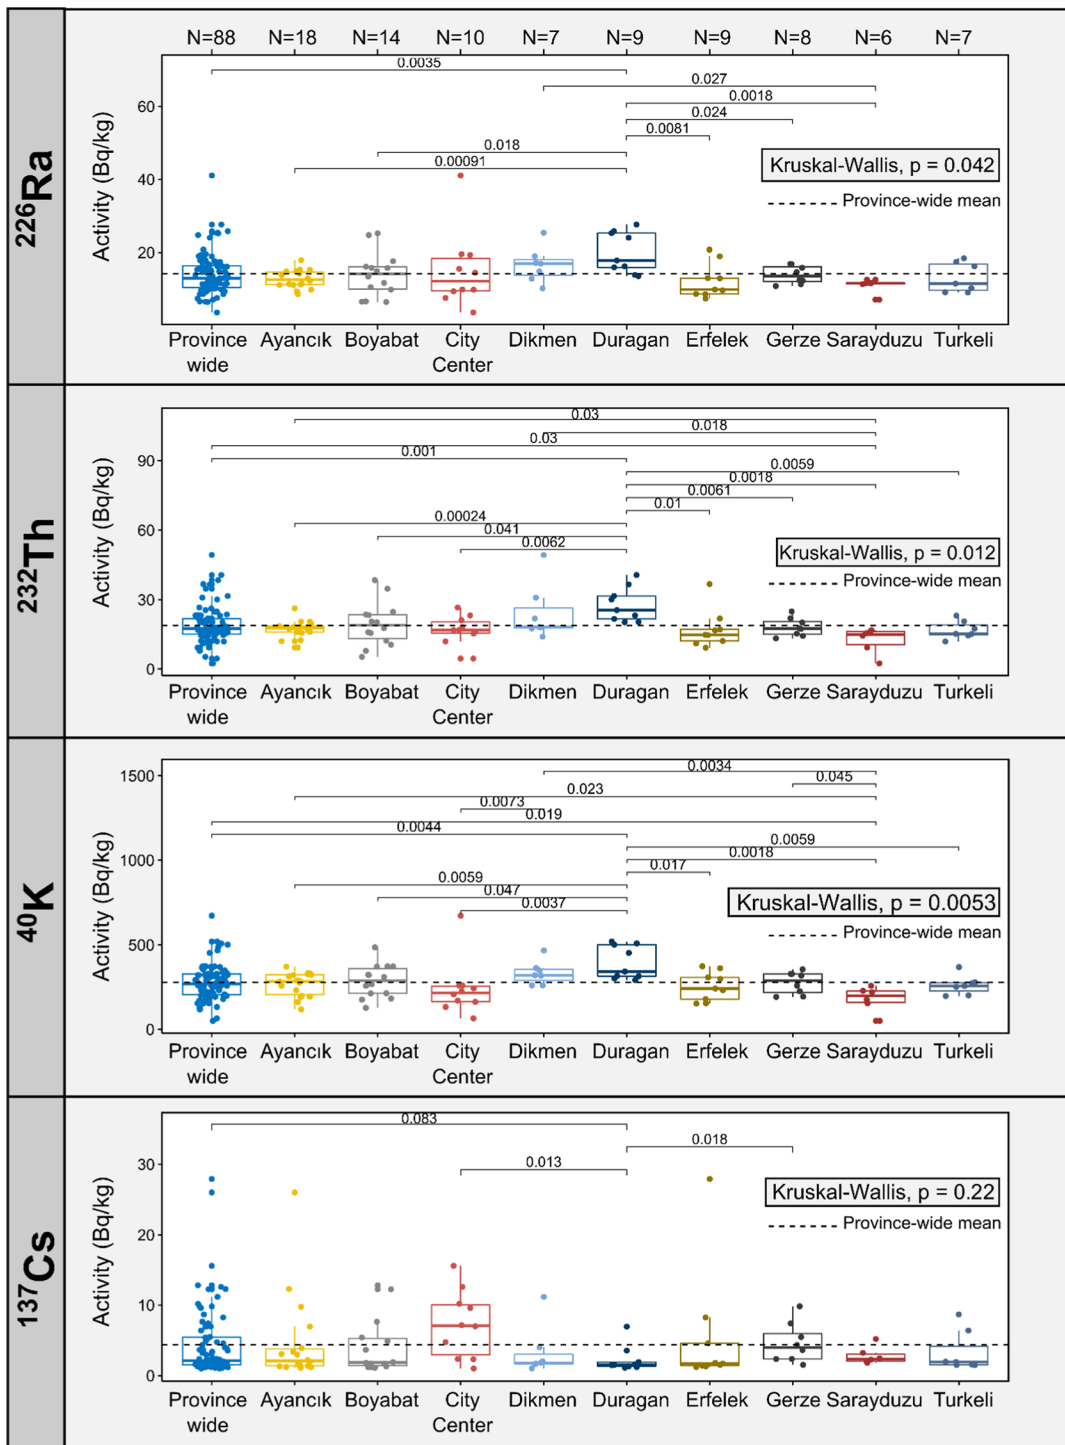 N=88 N=18 N=14 N=10 N=7 N=9 N=9 N=8 N=6 N=7
226Ra
Activity (Bq/kg)
60
40
20
0.0035
0.027
0.0018
0.024
0.0081
0.018
0.00091
Kruskal-Wallis, p = 0.042
Province-wide mean
Province wide Ayancık Boyabat City Center Dikmen Duragan Erfelek Gerze Sarayduzu Turkeli
232Th
Activity (Bq/kg)
90
60
30
0
0.03
0.018
0.03
0.001
0.0059
0.0018
0.0061
0.01
0.00024
0.041
0.0062
Kruskal-Wallis, p = 0.012
Province-wide mean
Province wide Ayancık Boyabat City Center Dikmen Duragan Erfelek Gerze Sarayduzu Turkeli
40K
Activity (Bq/kg)
1500
1000
500
0
0.0034
0.045
0.023
0.0073
0.019
0.0044
0.0059
0.0018
0.017
0.0059
0.047
0.0037
Kruskal-Wallis, p = 0.0053
Province-wide mean
Province wide Ayancık Boyabat City Center Dikmen Duragan Erfelek Gerze Sarayduzu Turkeli
137Cs
Activity (Bq/kg)
30
20
10
0
0.083
0.018
0.013
Kruskal-Wallis, p = 0.22
Province-wide mean
Province wide Ayancık Boyabat City Center Dikmen Duragan Erfelek Gerze Sarayduzu Turkeli